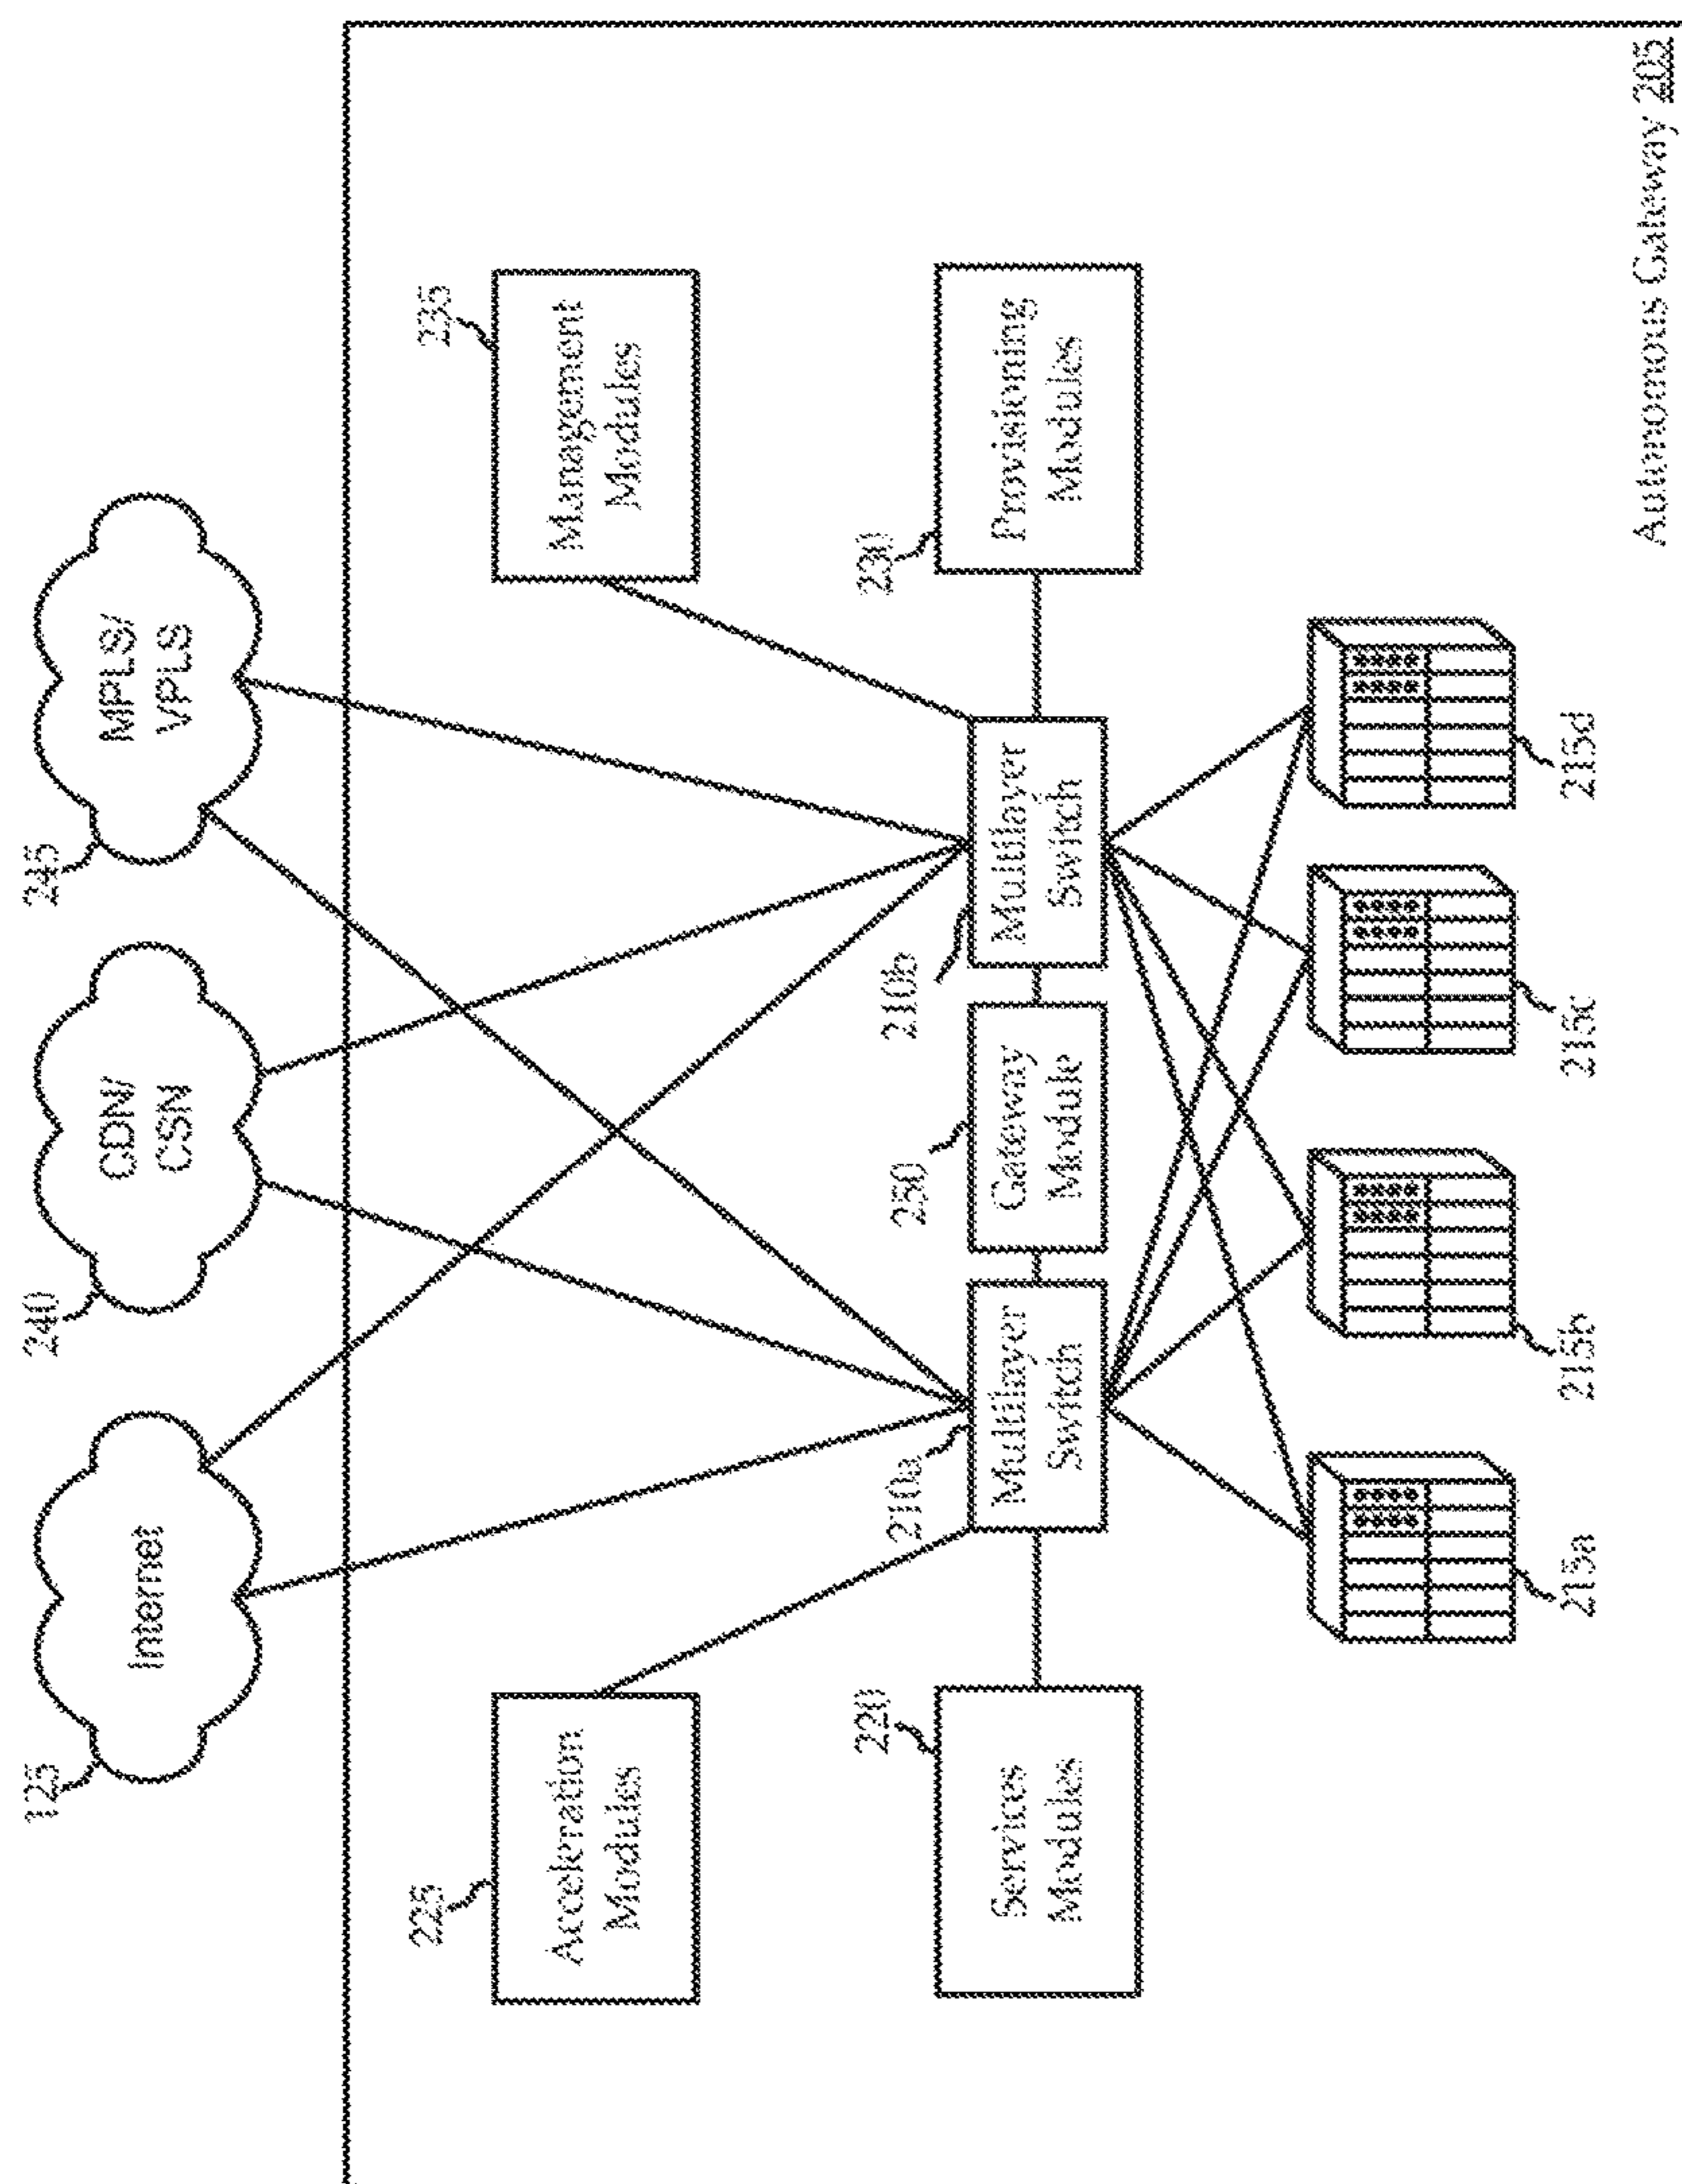 125
Internet
240
CDN/
CSN
245
MPLS/
VPLS
225
Acceleration
Modules
235
Management
Modules
220
Services
Modules
210a
Multilayer
Switch
250
Gateway
Module
210b
Multilayer
Switch
230
Provisioning
Modules
215a
215b
215c
215d
Autonomous Gateway 205